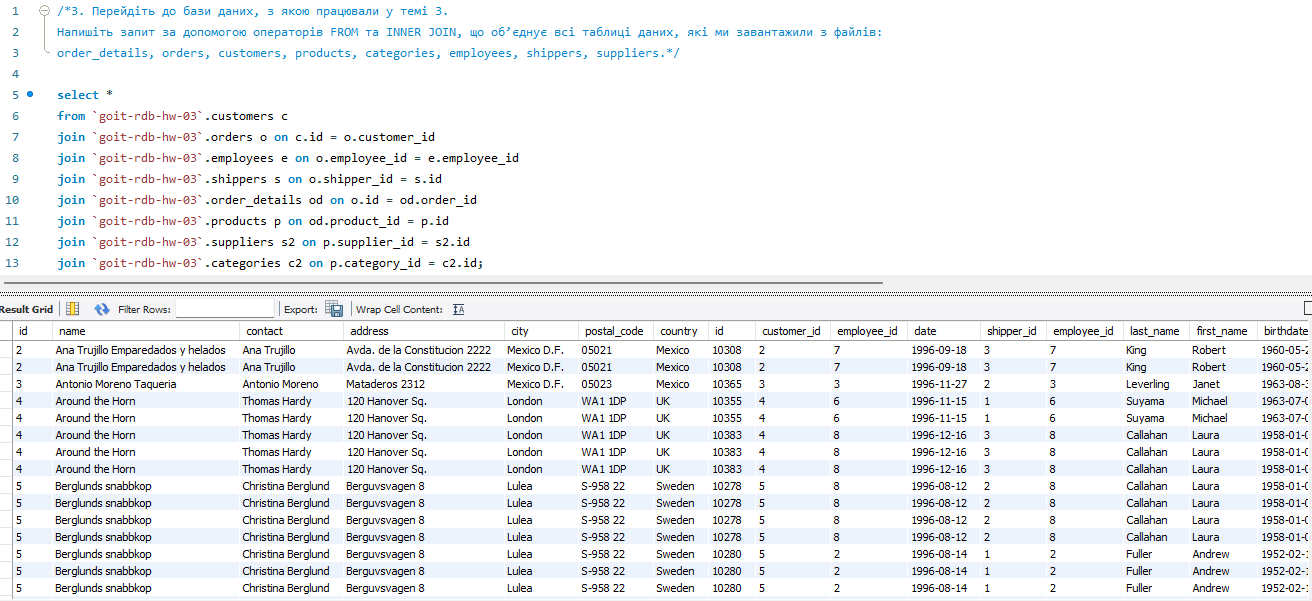 1 /*3. Перейдіть до бази даних, з якою працювали у темі 3.
2 Напишіть запит за допомогою операторів FROM та INNER JOIN, що об’єднує всі таблиці даних, які ми завантажили з файлів:
3 order_details, orders, customers, products, categories, employees, shippers, suppliers.*/
4
5 select *
6 from `goit-rdb-hw-03`.customers c
7 join `goit-rdb-hw-03`.orders o on c.id = o.customer_id
8 join `goit-rdb-hw-03`.employees e on o.employee_id = e.employee_id
9 join `goit-rdb-hw-03`.shippers s on o.shipper_id = s.id
10 join `goit-rdb-hw-03`.order_details od on o.id = od.order_id
11 join `goit-rdb-hw-03`.products p on od.product_id = p.id
12 join `goit-rdb-hw-03`.suppliers s2 on p.supplier_id = s2.id
13 join `goit-rdb-hw-03`.categories c2 on p.category_id = c2.id;
Result Grid Filter Rows: Export: Wrap Cell Content:
id name contact address city postal_code country id customer_id employee_id date shipper_id employee_id last_name first_name birthdate
2 Ana Trujillo Emparedados y helados Ana Trujillo Avda. de la Constitucion 2222 Mexico D.F. 05021 Mexico 10308 2 7 1996-09-18 3 7 King Robert 1960-05-2
2 Ana Trujillo Emparedados y helados Ana Trujillo Avda. de la Constitucion 2222 Mexico D.F. 05021 Mexico 10308 2 7 1996-09-18 3 7 King Robert 1960-05-2
3 Antonio Moreno Taqueria Antonio Moreno Mataderos 2312 Mexico D.F. 05023 Mexico 10365 3 3 1996-11-27 2 3 Leverling Janet 1963-08-3
4 Around the Horn Thomas Hardy 120 Hanover Sq. London WA1 1DP UK 10355 4 6 1996-11-15 1 6 Suyama Michael 1963-07-0
4 Around the Horn Thomas Hardy 120 Hanover Sq. London WA1 1DP UK 10355 4 6 1996-11-15 1 6 Suyama Michael 1963-07-0
4 Around the Horn Thomas Hardy 120 Hanover Sq. London WA1 1DP UK 10383 4 8 1996-12-16 3 8 Callahan Laura 1958-01-0
4 Around the Horn Thomas Hardy 120 Hanover Sq. London WA1 1DP UK 10383 4 8 1996-12-16 3 8 Callahan Laura 1958-01-0
4 Around the Horn Thomas Hardy 120 Hanover Sq. London WA1 1DP UK 10383 4 8 1996-12-16 3 8 Callahan Laura 1958-01-0
5 Berglunds snabbkop Christina Berglund Berguvsvagen 8 Lulea S-958 22 Sweden 10278 5 8 1996-08-12 2 8 Callahan Laura 1958-01-0
5 Berglunds snabbkop Christina Berglund Berguvsvagen 8 Lulea S-958 22 Sweden 10278 5 8 1996-08-12 2 8 Callahan Laura 1958-01-0
5 Berglunds snabbkop Christina Berglund Berguvsvagen 8 Lulea S-958 22 Sweden 10278 5 8 1996-08-12 2 8 Callahan Laura 1958-01-0
5 Berglunds snabbkop Christina Berglund Berguvsvagen 8 Lulea S-958 22 Sweden 10278 5 8 1996-08-12 2 8 Callahan Laura 1958-01-0
5 Berglunds snabbkop Christina Berglund Berguvsvagen 8 Lulea S-958 22 Sweden 10280 5 2 1996-08-14 1 2 Fuller Andrew 1952-02-1
5 Berglunds snabbkop Christina Berglund Berguvsvagen 8 Lulea S-958 22 Sweden 10280 5 2 1996-08-14 1 2 Fuller Andrew 1952-02-1
5 Berglunds snabbkop Christina Berglund Berguvsvagen 8 Lulea S-958 22 Sweden 10280 5 2 1996-08-14 1 2 Fuller Andrew 1952-02-1